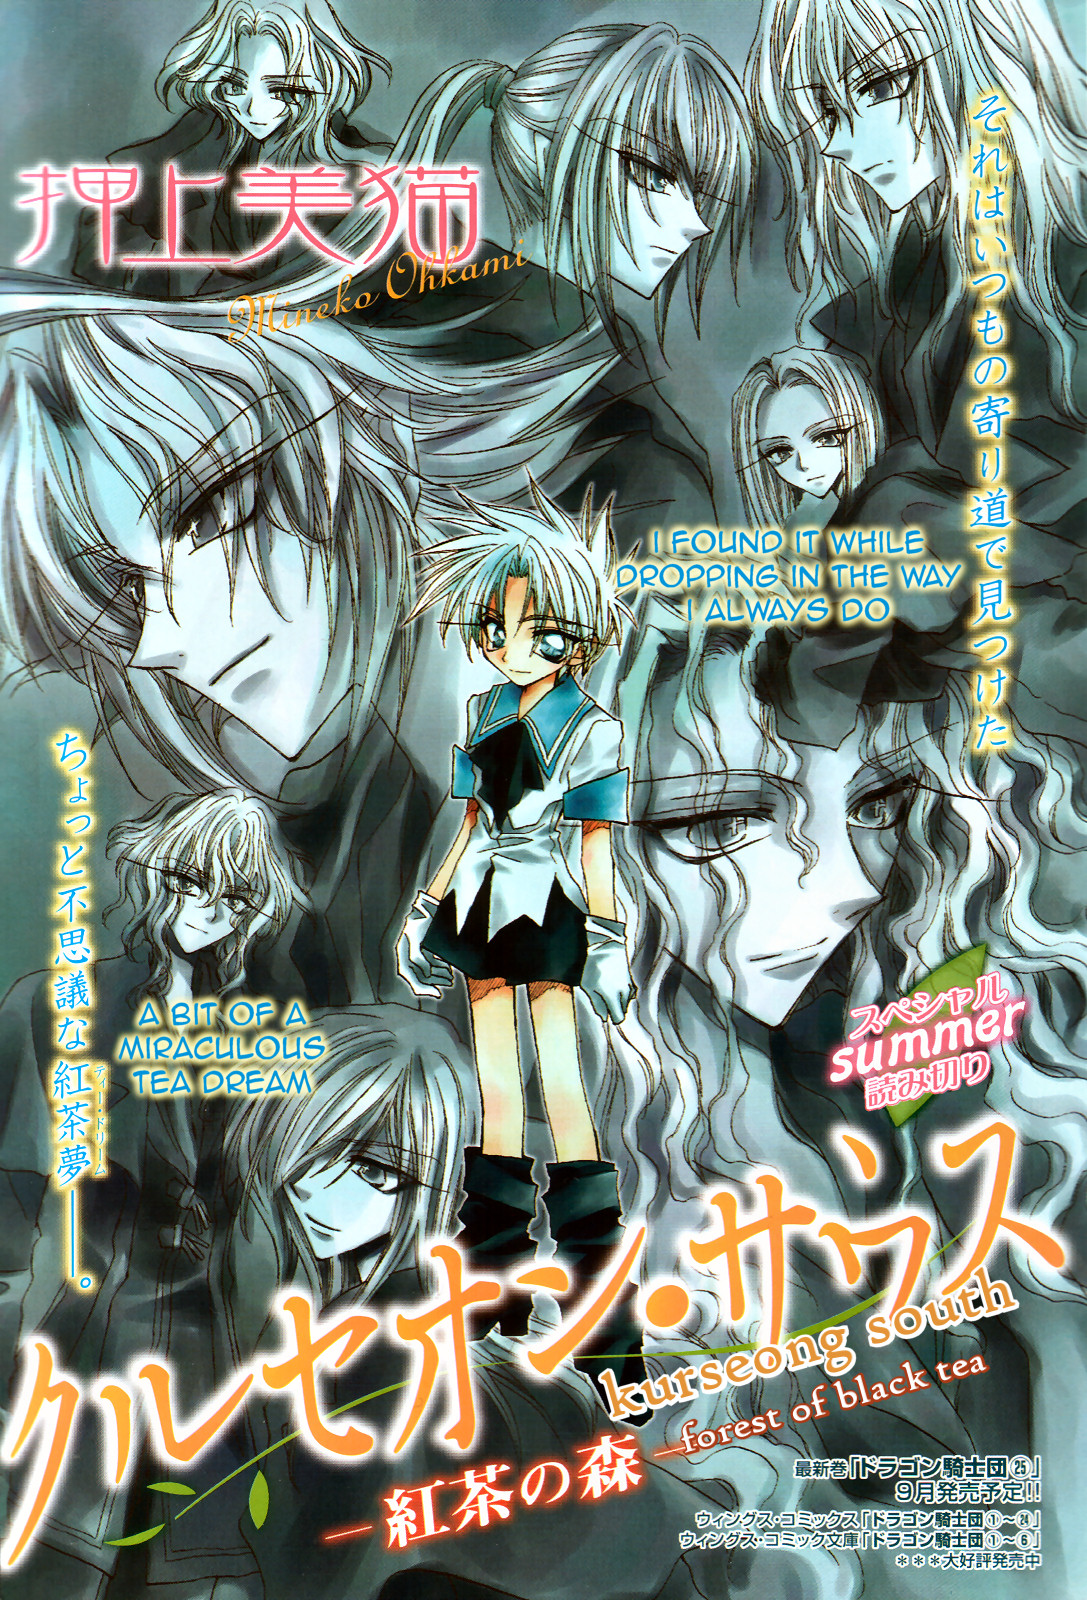 押上美猫
Mineko Ohkami
それはいつもの寄り道で見つけた
I FOUND IT WHILE
DROPPING IN THE WAY
I ALWAYS DO
ちょっと不思議な紅茶夢――。
ティー・ドリーム
A BIT OF A
MIRACULOUS
TEA DREAM
スペシャル
summer
読み切り
クルセオン・サウス
kurseong south
―紅茶の森―forest of black tea
最新巻「ドラゴン騎士団㉕」
9月発売予定!!
ウィングス・コミックス「ドラゴン騎士団①〜㉔」
ウィングス・コミック文庫「ドラゴン騎士団①〜⑥」
＊＊＊大好評発売中